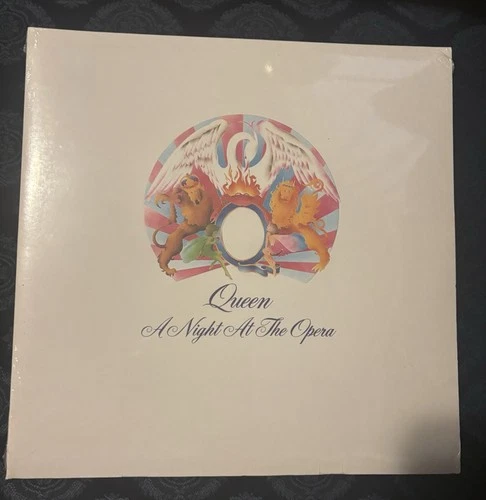 Queen
A Night At The Opera